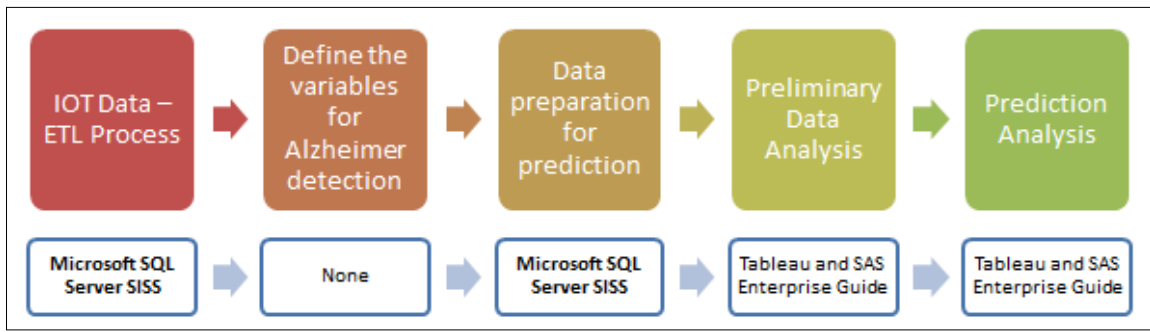 IOT Data –
ETL Process
Define the
variables
for
Alzheimer
detection
Data
preparation
for
prediction
Preliminary
Data
Analysis
Prediction
Analysis
Microsoft SQL
Server SISS
None
Microsoft SQL
Server SISS
Tableau and SAS
Enterprise Guide
Tableau and SAS
Enterprise Guide